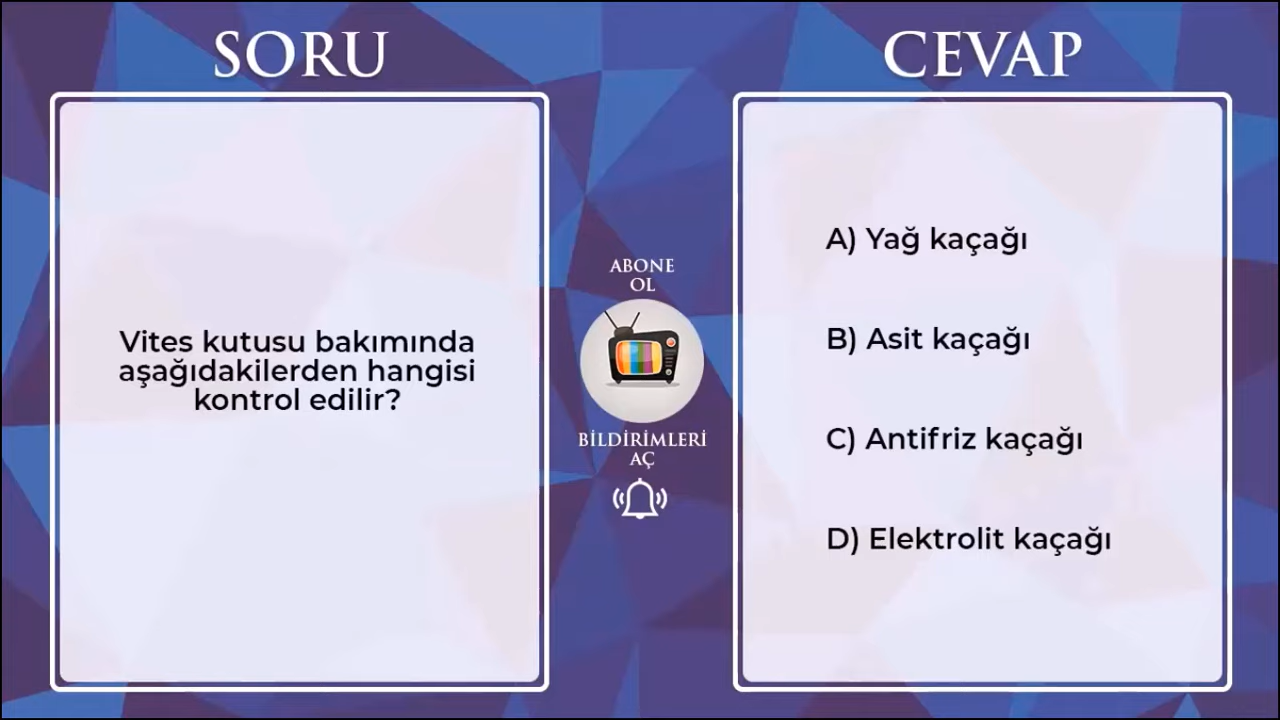 SORU
Vites kutusu bakımında
aşağıdakilerden hangisi
kontrol edilir?
ABONE
OL
BİLDİRİMLERİ
AÇ
CEVAP
A) Yağ kaçağı
B) Asit kaçağı
C) Antifriz kaçağı
D) Elektrolit kaçağı